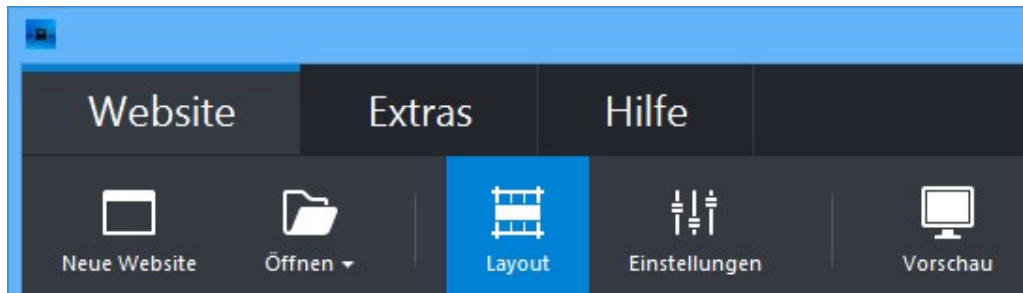 Website Extras Hilfe
Neue Website Öffnen Layout Einstellungen Vorschau